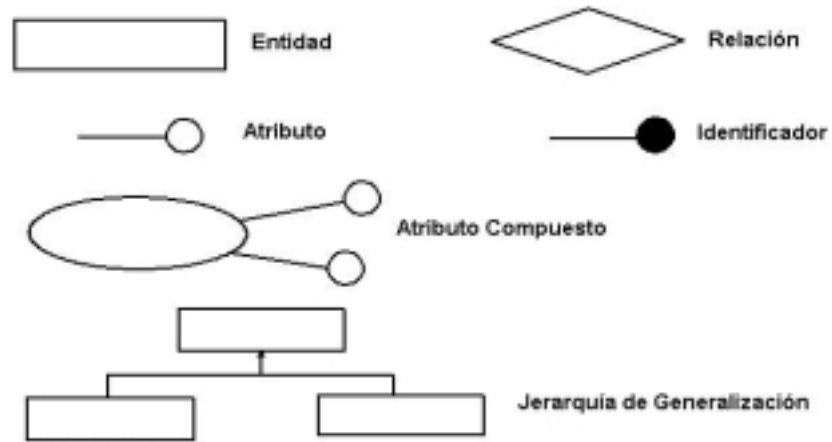 Entidad
Relación
Atributo
Identificador
Atributo Compuesto
Jerarquía de Generalización